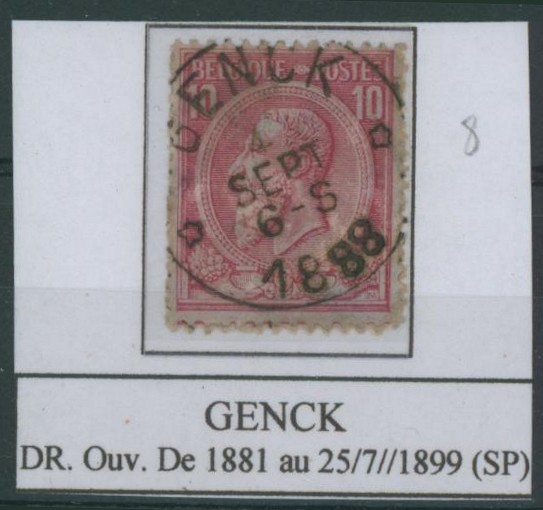 GENCK
BELGIQUE POSTES
10 10
SEPT
6-S
1888
8
GENCK
DR. Ouv. De 1881 au 25/7//1899 (SP)